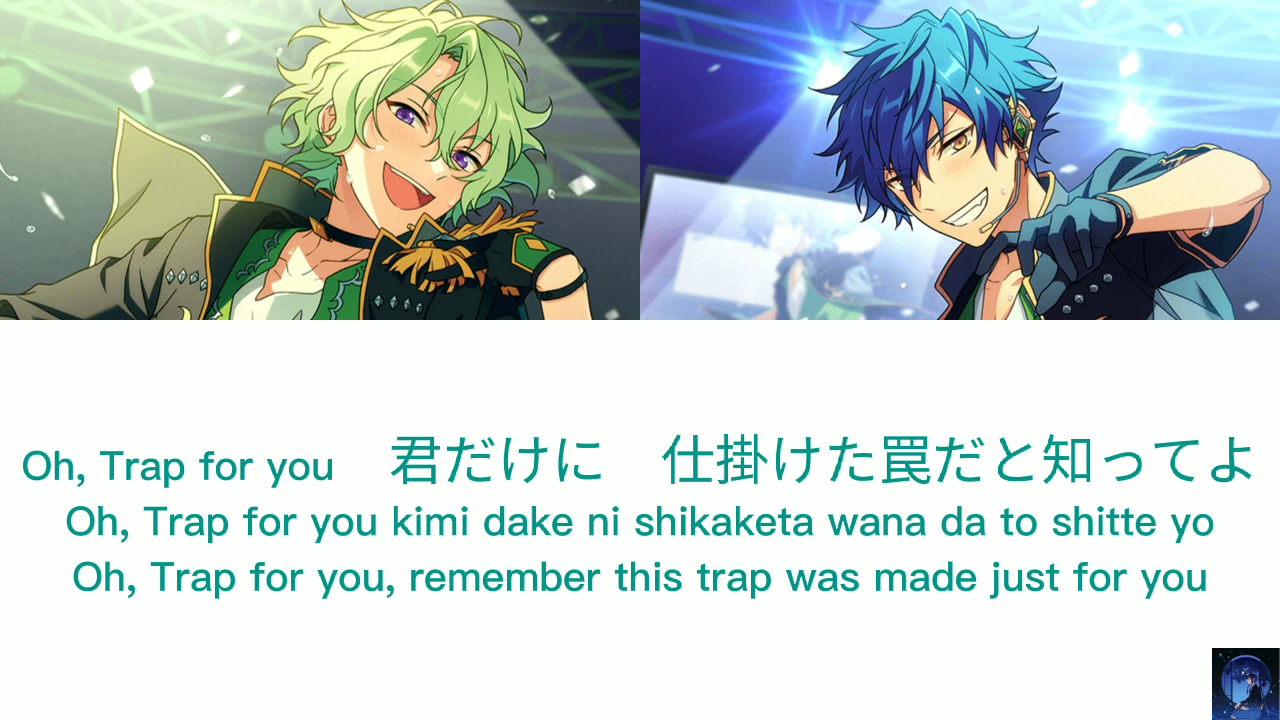 Oh, Trap for you　君だけに　仕掛けた罠だと知ってよ
Oh, Trap for you kimi dake ni shikaketa wana da to shitte yo
Oh, Trap for you, remember this trap was made just for you